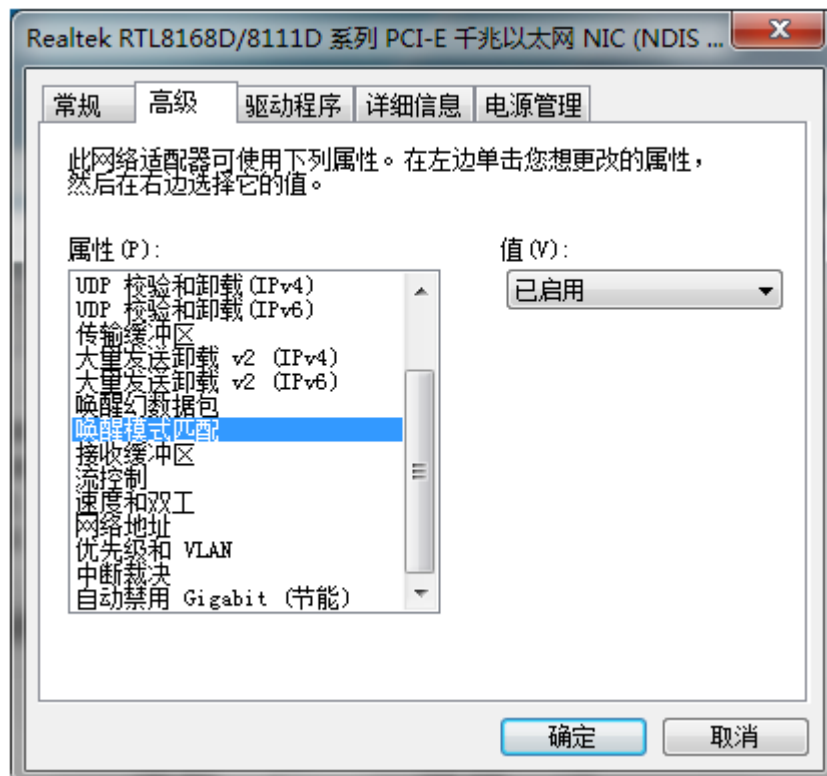 Realtek RTL8168D/8111D 系列 PCI-E 千兆以太网 NIC (NDIS ...
常规 高级 驱动程序 详细信息 电源管理
此网络适配器可使用下列属性。在左边单击您想更改的属性，
然后在右边选择它的值。
属性(P): 值(V):
已启用
UDP 校验和卸载(IPv4)
UDP 校验和卸载(IPv6)
传输缓冲区
大量发送卸载 v2 (IPv4)
大量发送卸载 v2 (IPv6)
唤醒幻数据包
唤醒模式匹配
接收缓冲区
流控制
速度和双工
网络地址
优先级和 VLAN
中断裁决
自动禁用 Gigabit (节能)
确定 取消